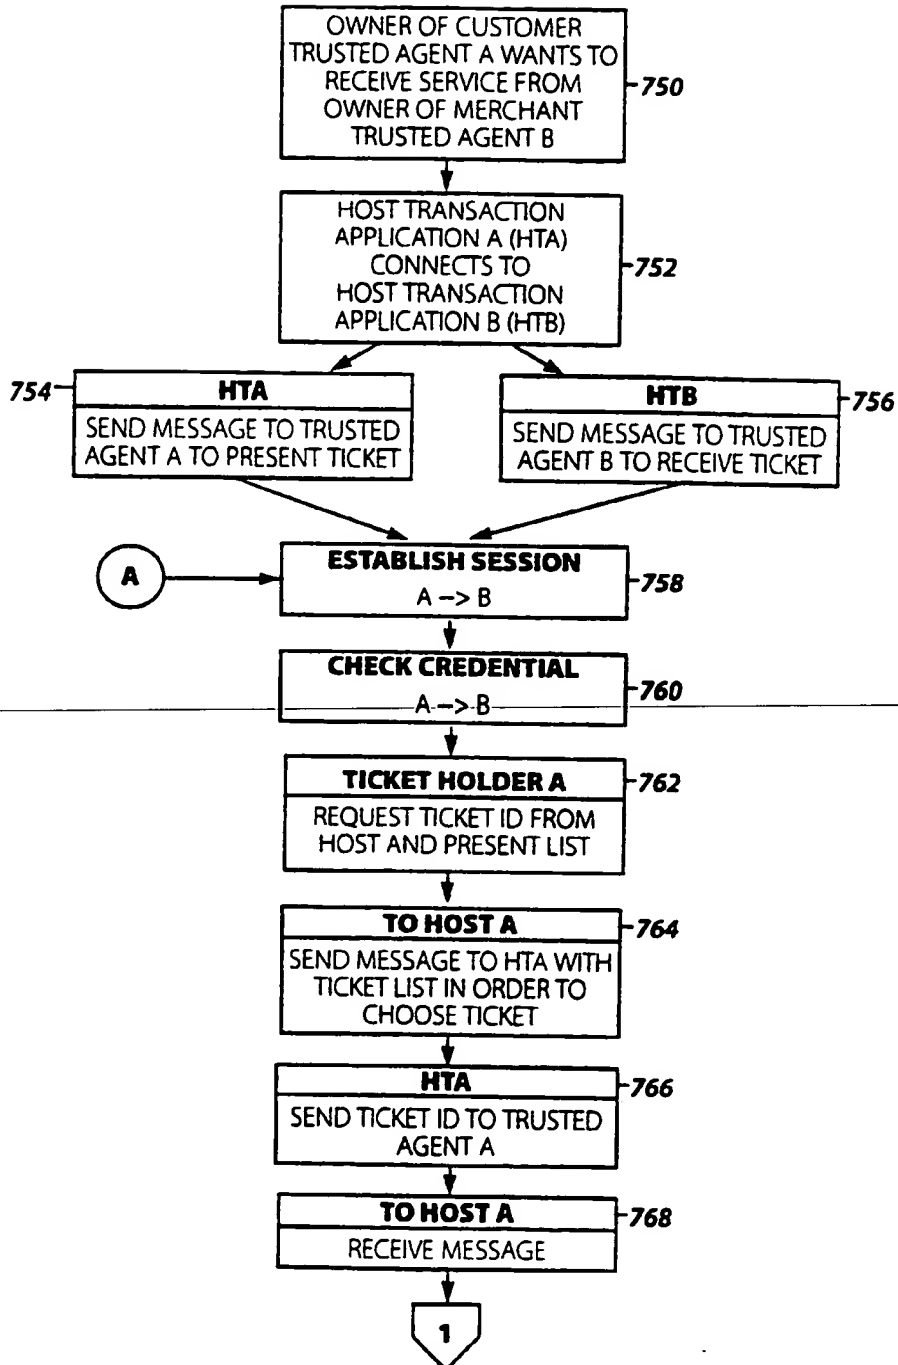 OWNER OF CUSTOMER
TRUSTED AGENT A WANTS TO
RECEIVE SERVICE FROM
OWNER OF MERCHANT
TRUSTED AGENT B
750
HOST TRANSACTION
APPLICATION A (HTA)
CONNECTS TO
HOST TRANSACTION
APPLICATION B (HTB)
752
754
HTA
SEND MESSAGE TO TRUSTED
AGENT A TO PRESENT TICKET
HTB
756
SEND MESSAGE TO TRUSTED
AGENT B TO RECEIVE TICKET
A
ESTABLISH SESSION
A -> B
758
CHECK CREDENTIAL
A -> B
760
TICKET HOLDER A
762
REQUEST TICKET ID FROM
HOST AND PRESENT LIST
TO HOST A
764
SEND MESSAGE TO HTA WITH
TICKET LIST IN ORDER TO
CHOOSE TICKET
HTA
766
SEND TICKET ID TO TRUSTED
AGENT A
TO HOST A
768
RECEIVE MESSAGE
1